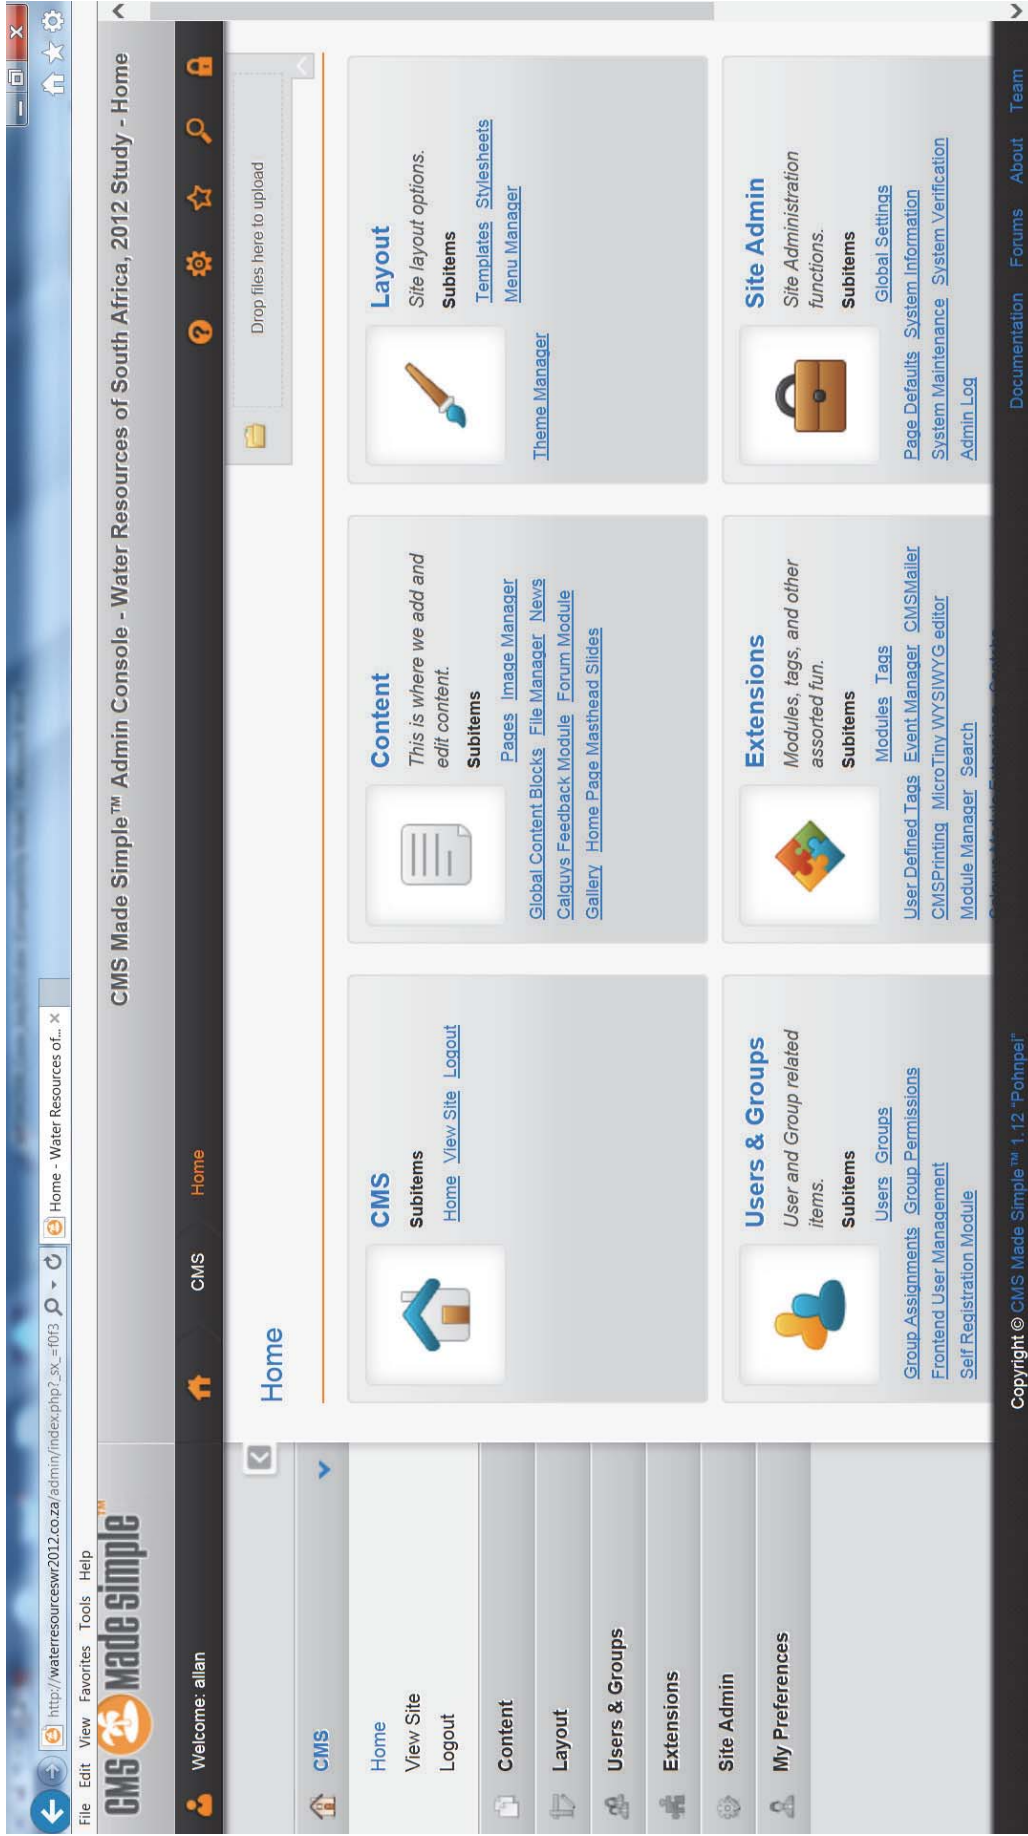 http://waterresourceswr2012.co.za/admin/index.php?_sx_=f0f3
Home - Water Resources of...
File Edit View Favorites Tools Help
CMS made simple™
CMS Made Simple™ Admin Console - Water Resources of South Africa, 2012 Study - Home
Welcome: allan
CMS
Home
CMS
Home
View Site
Logout
Content
Layout
Users & Groups
Extensions
Site Admin
My Preferences
Home
Drop files here to upload
CMS
Subitems
Home View Site Logout
Content
This is where we add and
edit content.
Subitems
Pages Image Manager
Global Content Blocks File Manager News
Calguys Feedback Module Forum Module
Gallery Home Page Masthead Slides
Layout
Site layout options.
Subitems
Templates Stylesheets
Menu Manager
Theme Manager
Users & Groups
User and Group related
items.
Subitems
Users Groups
Group Assignments Group Permissions
Frontend User Management
Self Registration Module
Extensions
Modules, tags, and other
assorted fun.
Subitems
Modules Tags
User Defined Tags Event Manager CMSMailer
CMSPrinting MicroTiny WYSIWYG editor
Module Manager Search
Site Admin
Site Administration
functions.
Subitems
Global Settings
Page Defaults System Information
System Maintenance System Verification
Admin Log
Copyright © CMS Made Simple™ 1.12 "Pohnpei"
Documentation Forums About Team